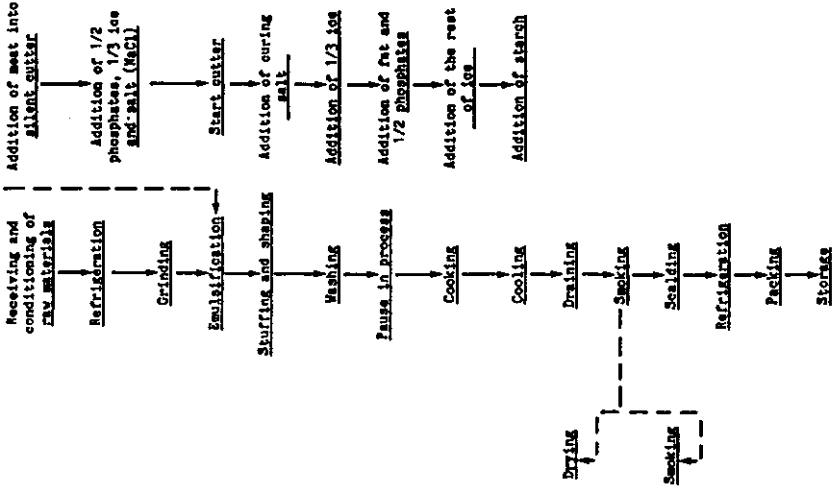 Receiving and
conditioning of
raw materials
Refrigeration
Grinding
Emulsification
Stuffing and shaping
Washing
Pause in process
Cooking
Cooling
Draining
Smoking
Scalding
Refrigeration
Packing
Storage
Addition of meat into
silent cutter
Addition of 1/2
phosphates, 1/3 ice
and salt (NaCl)
Start cutter
Addition of curing
salt
Addition of 1/3 ice
Addition of fat and
1/2 phosphates
Addition of the rest
of ice
Addition of starch
Drying
Smoking